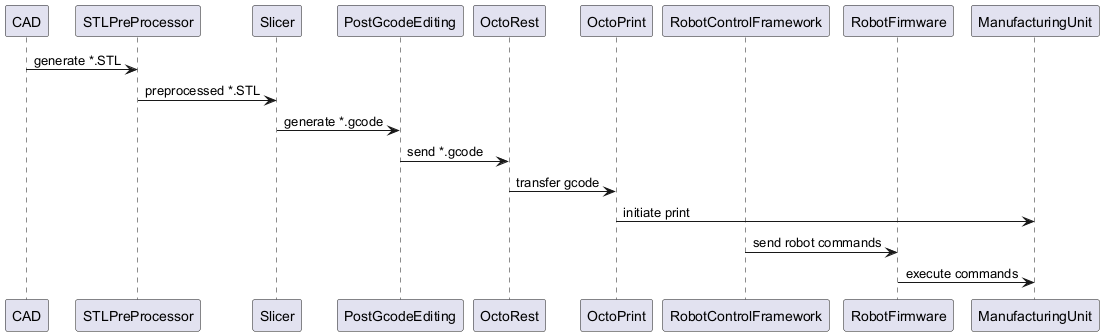 CAD STLPreProcessor Slicer PostGcodeEditing OctoRest OctoPrint RobotControlFramework RobotFirmware ManufacturingUnit
generate *.STL
preprocessed *.STL
generate *.gcode
send *.gcode
transfer gcode
initiate print
send robot commands
execute commands
CAD STLPreProcessor Slicer PostGcodeEditing OctoRest OctoPrint RobotControlFramework RobotFirmware ManufacturingUnit